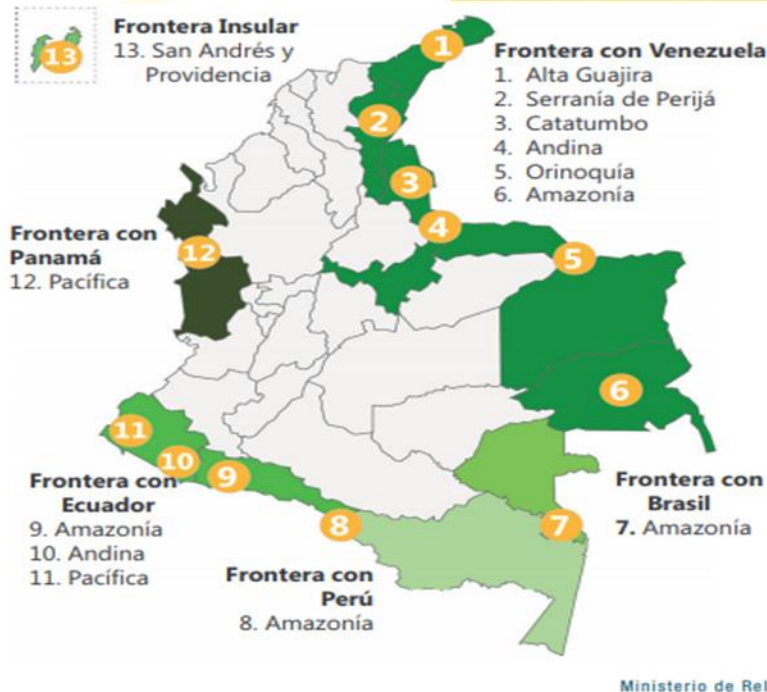 Frontera Insular
13. San Andrés y
Providencia
13
Frontera con Venezuela
1. Alta Guajira
2. Serranía de Perijá
3. Catatumbo
4. Andina
5. Orinoquía
6. Amazonía
1
2
3
4
5
6
Frontera con
Panamá
12. Pacífica
12
11
10
9
8
7
Frontera con
Ecuador
9. Amazonía
10. Andina
11. Pacífica
Frontera con
Perú
8. Amazonía
Frontera con
Brasil
7. Amazonía
Ministerio de Rel